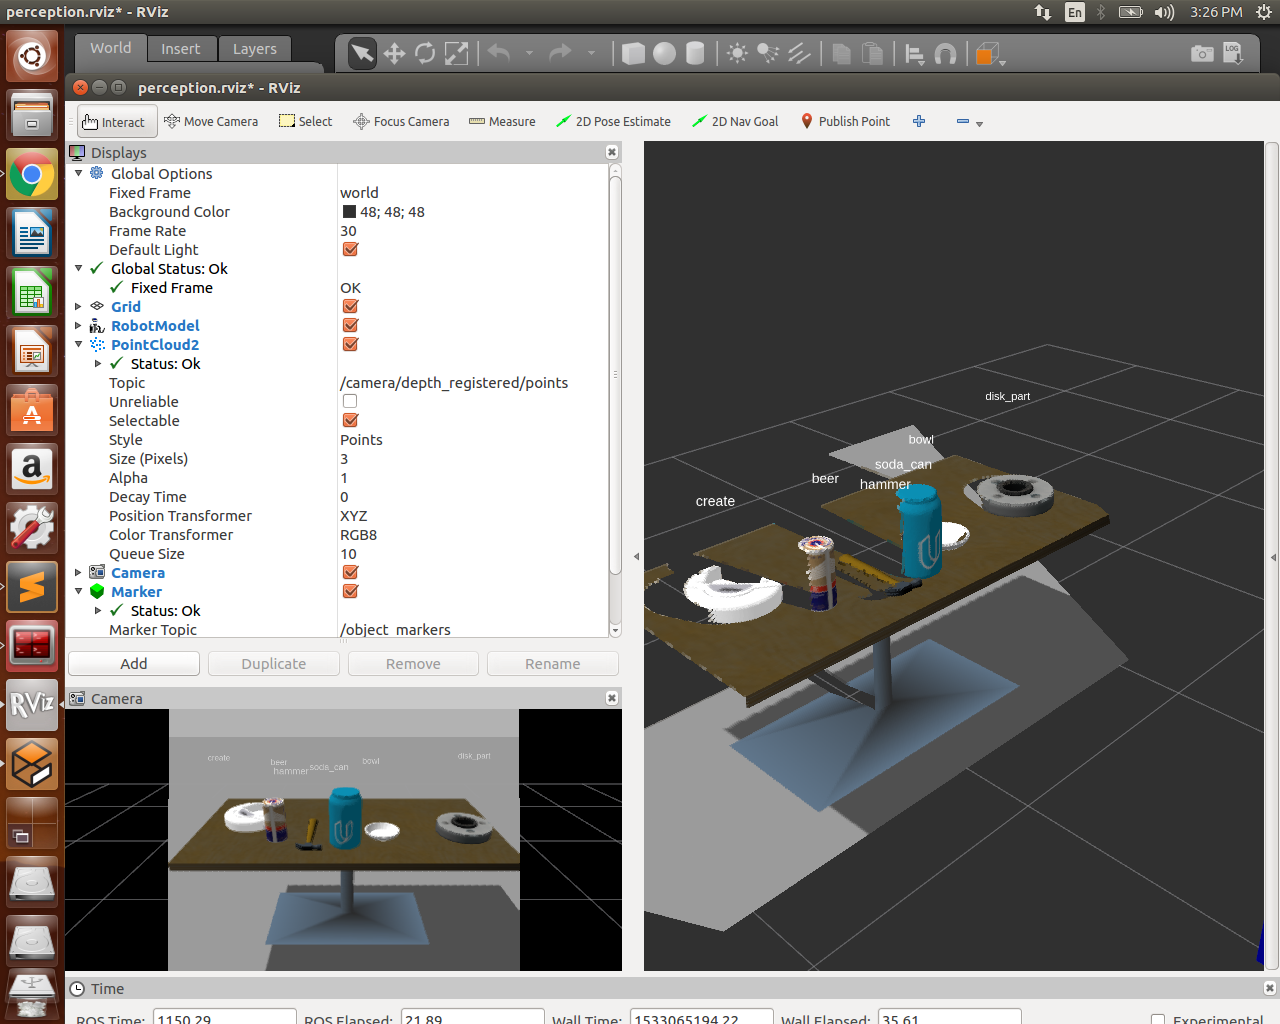 perception.rviz* - RViz
En
3:26 PM
World
Insert
Layers
LOG
perception.rviz* - RViz
Interact
Move Camera
Select
Focus Camera
Measure
2D Pose Estimate
2D Nav Goal
Publish Point
Displays
Global Options
Fixed Frame world
Background Color 48; 48; 48
Frame Rate 30
Default Light
Global Status: Ok
Fixed Frame OK
Grid
RobotModel
PointCloud2
Status: Ok
Topic /camera/depth_registered/points
Unreliable
Selectable
Style Points
Size (Pixels) 3
Alpha 1
Decay Time 0
Position Transformer XYZ
Color Transformer RGB8
Queue Size 10
Camera
Marker
Status: Ok
Marker Topic /object_markers
Add
Duplicate
Remove
Rename
Camera
create
beer
hammer
soda_can
bowl
disk_part
disk_part
bowl
soda_can
beer
hammer
create
RViz
Time
ROS Time: 1150.29
ROS Elapsed: 21.89
Wall Time: 1533065194.22
Wall Elapsed: 35.61
Experimental